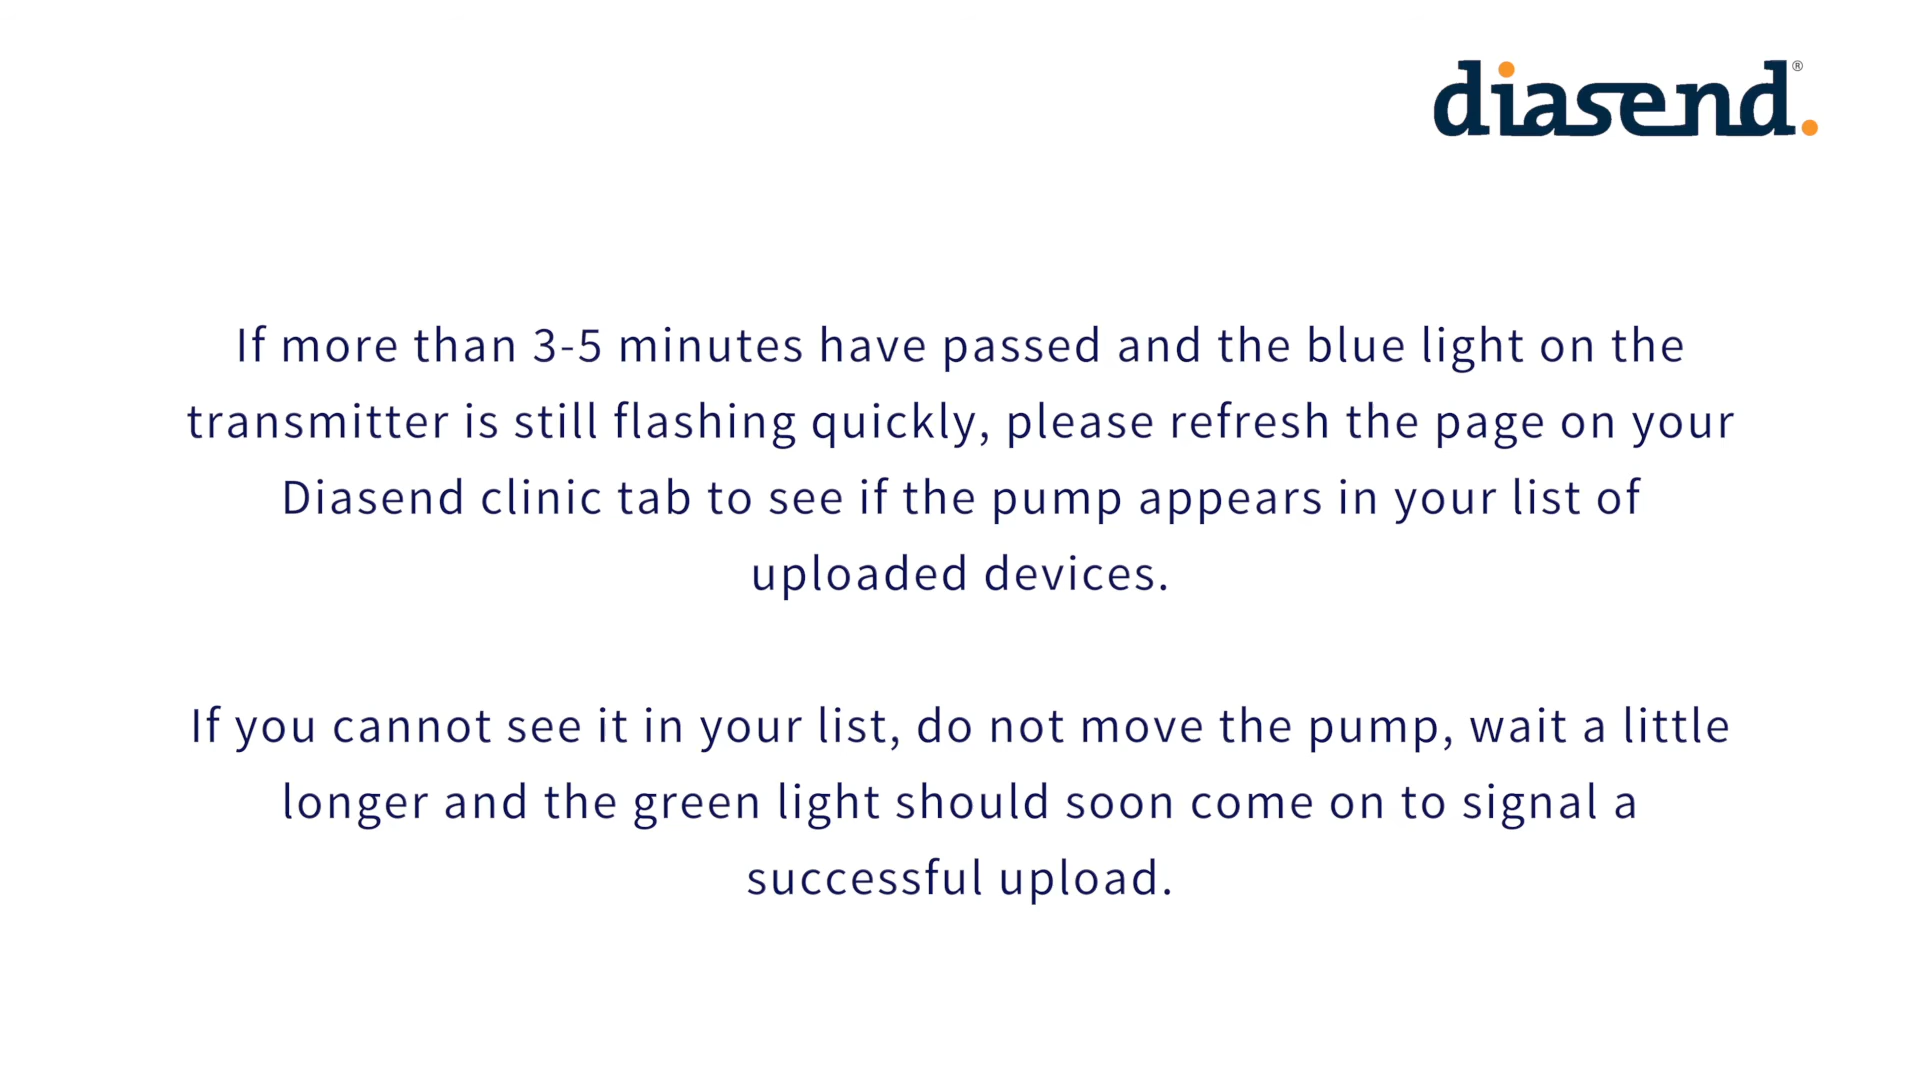 diasend.®
If more than 3-5 minutes have passed and the blue light on the
transmitter is still flashing quickly, please refresh the page on your
Diasend clinic tab to see if the pump appears in your list of
uploaded devices.
If you cannot see it in your list, do not move the pump, wait a little
longer and the green light should soon come on to signal a
successful upload.